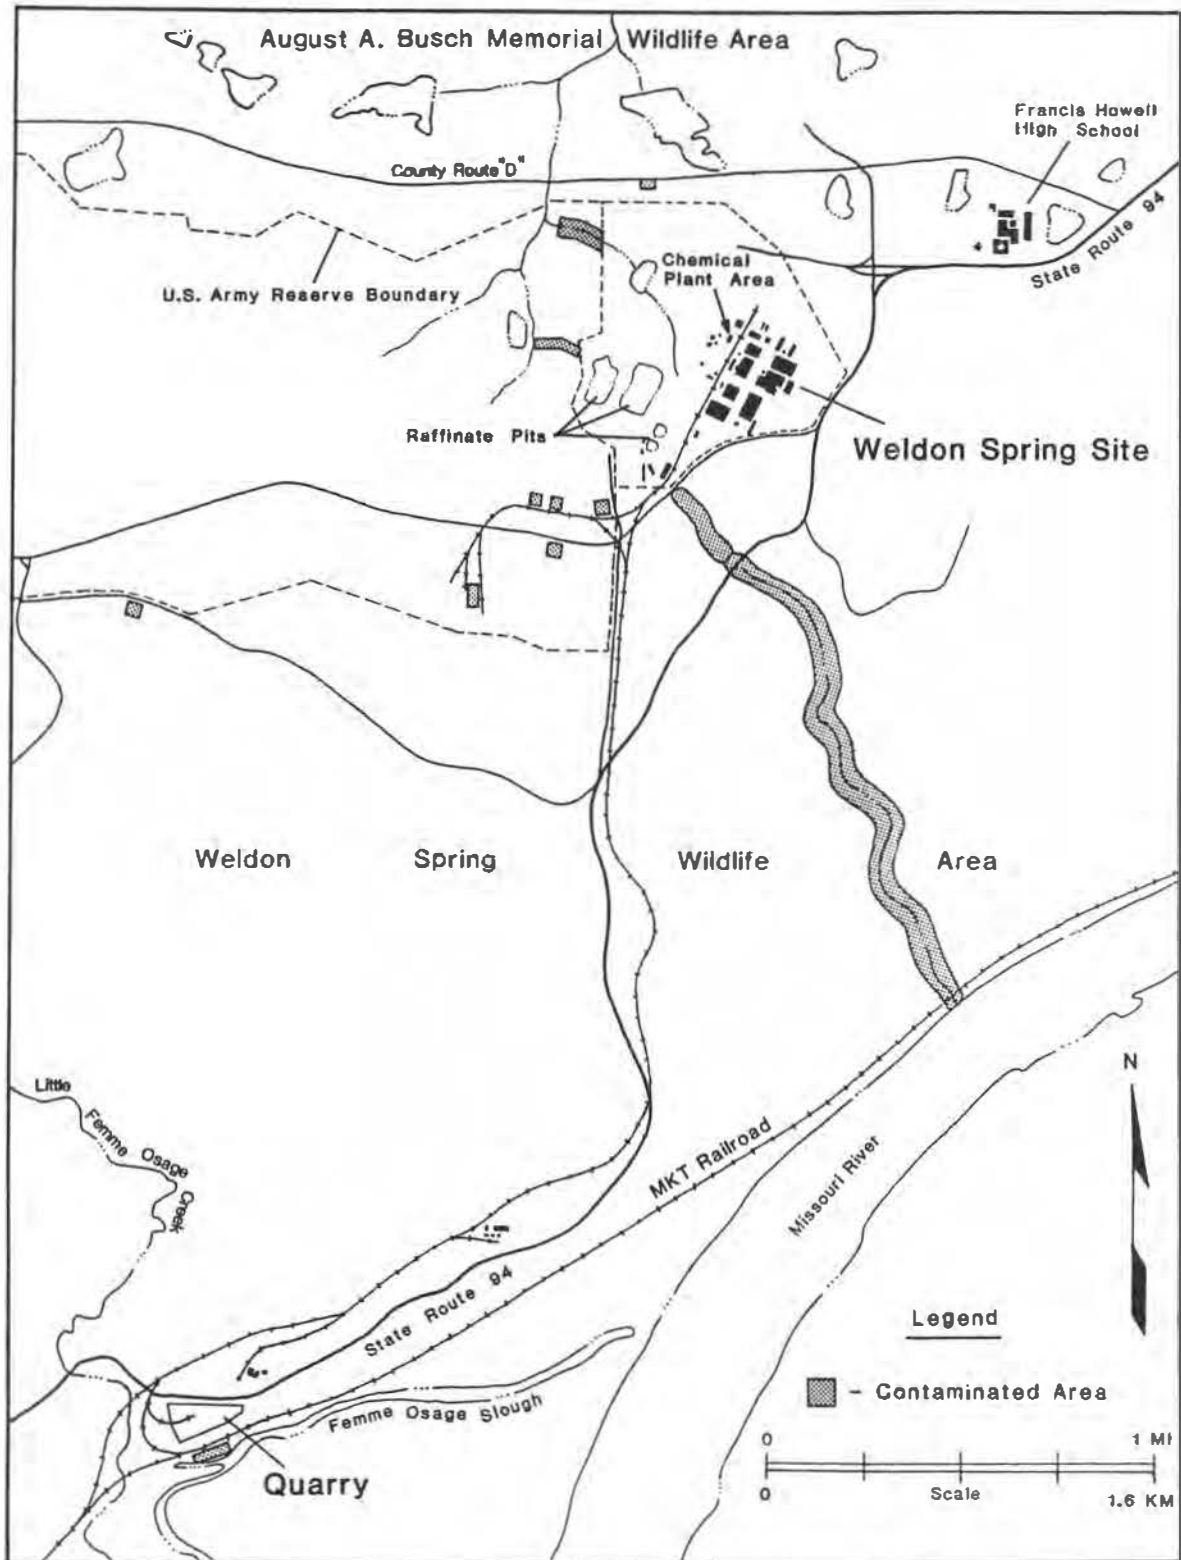 August A. Busch Memorial Wildlife Area
Francis Howell
High School
County Route "D"
State Route 94
U.S. Army Reserve Boundary
Chemical
Plant Area
Raffinate Pits
Weldon Spring Site
Weldon Spring Wildlife Area
Little
Femme Osage
Creek
N
MKT Railroad
Missouri River
State Route 94
Legend
- Contaminated Area
Femme Osage Slough
Quarry
0 1 MI
0 Scale 1.6 KM